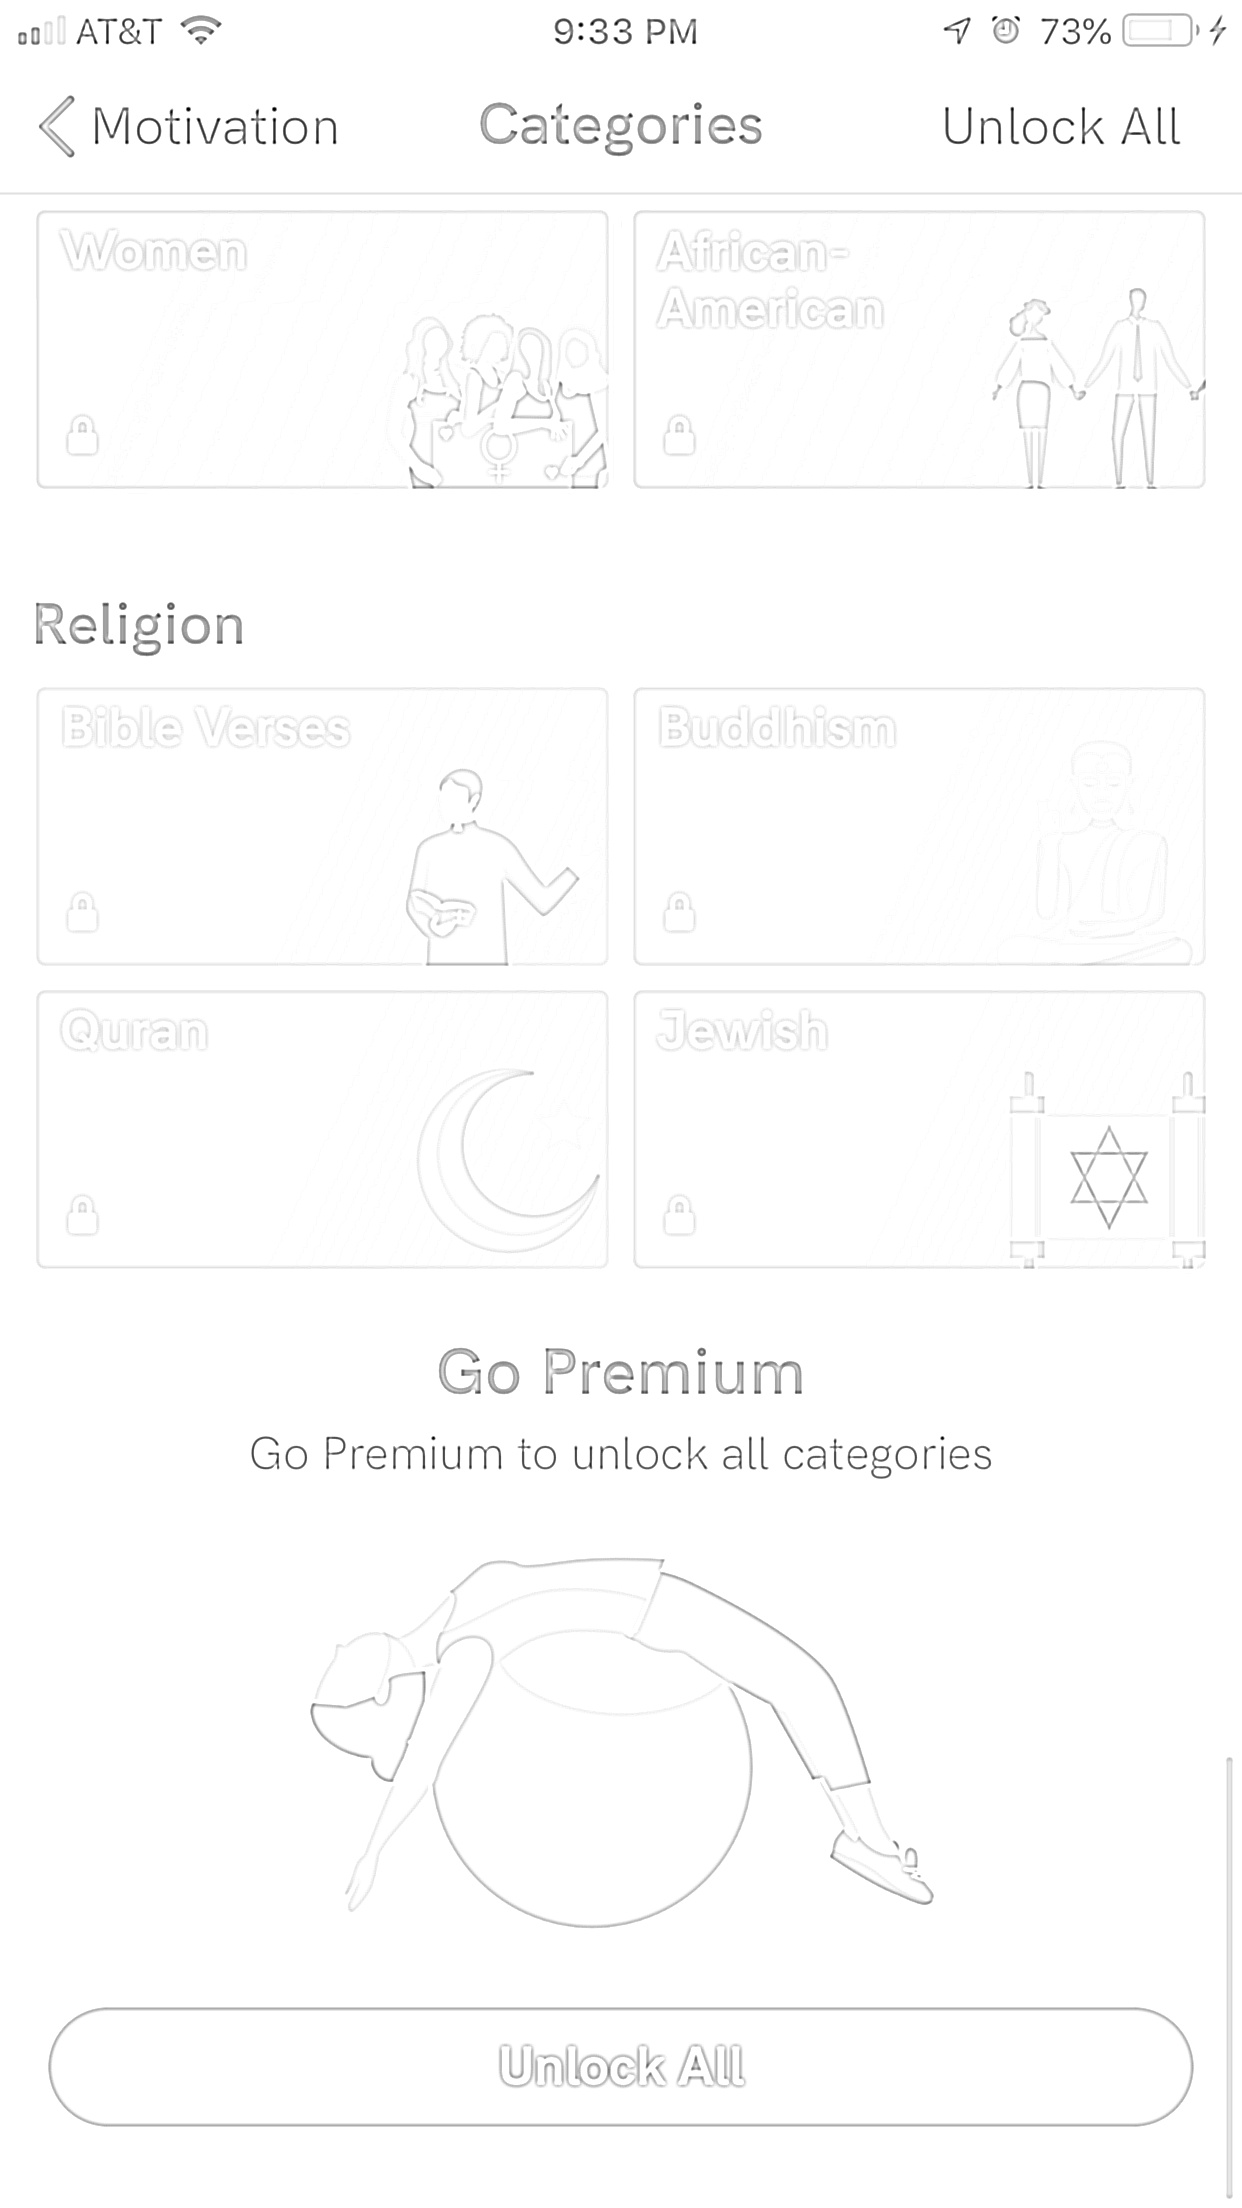 AT&T 9:33 PM 73%
Motivation Categories Unlock All
Women
African-
American
Religion
Bible Verses
Buddhism
Quran
Jewish
Go Premium
Go Premium to unlock all categories
Unlock All